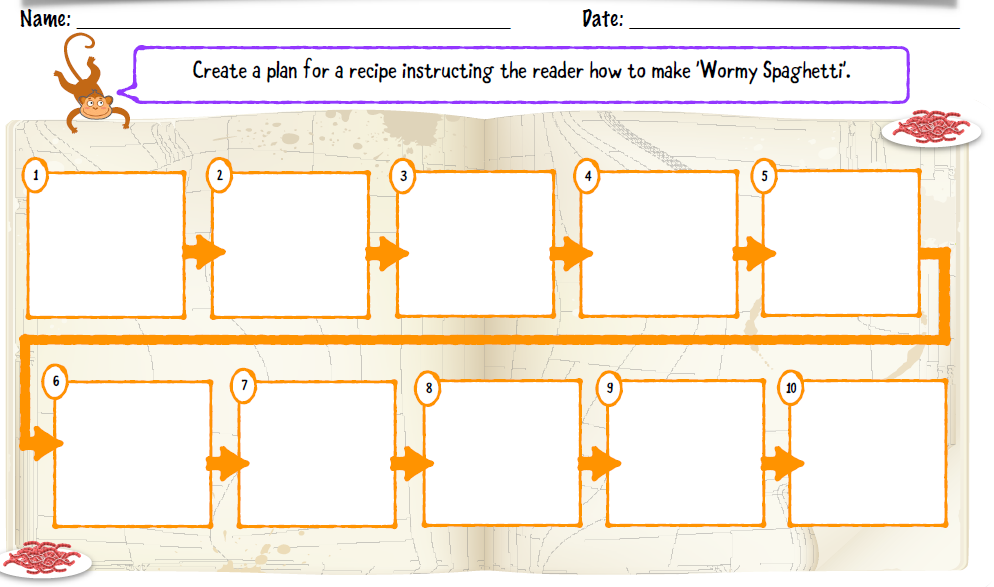 Name: Date:
Create a plan for a recipe instructing the reader how to make 'Wormy Spaghetti'.
1 2 3 4 5
6 7 8 9 10